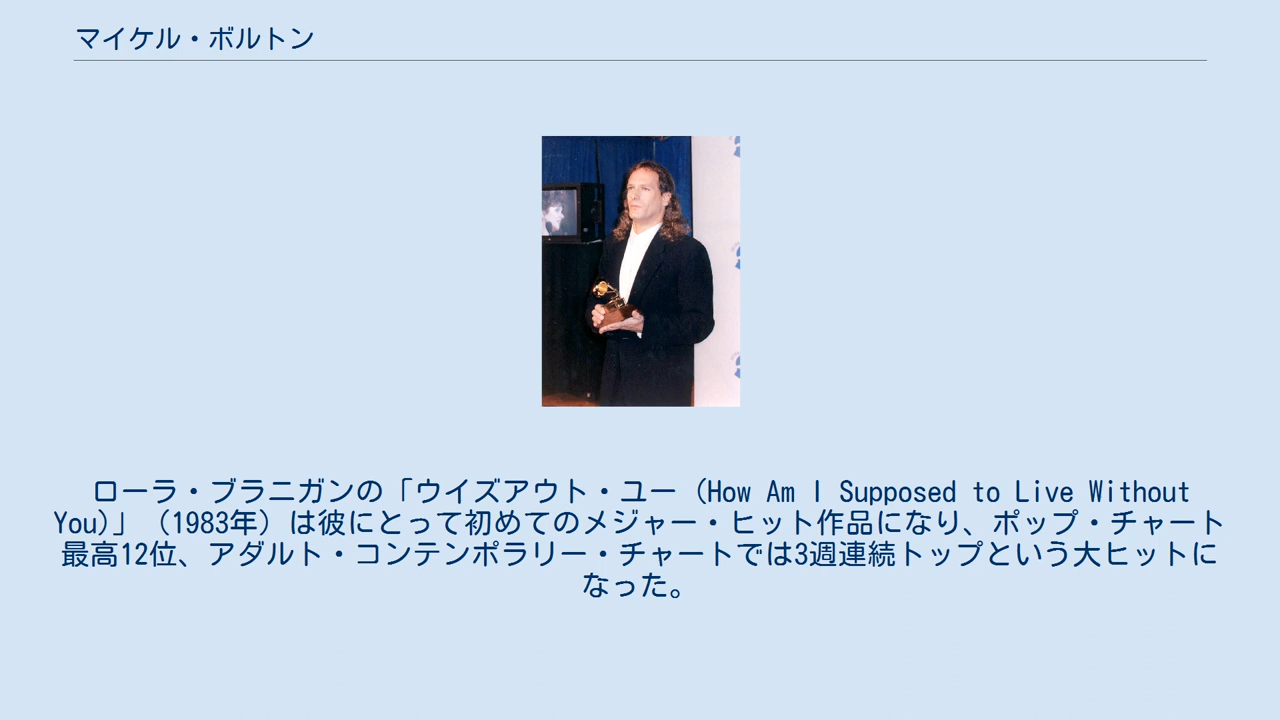 マイケル・ボルトン
ローラ・ブラニガンの「ウイズアウト・ユー（How Am I Supposed to Live Without
You)」（1983年）は彼にとって初めてのメジャー・ヒット作品になり、ポップ・チャート
最高12位、アダルト・コンテンポラリー・チャートでは3週連続トップという大ヒットに
なった。